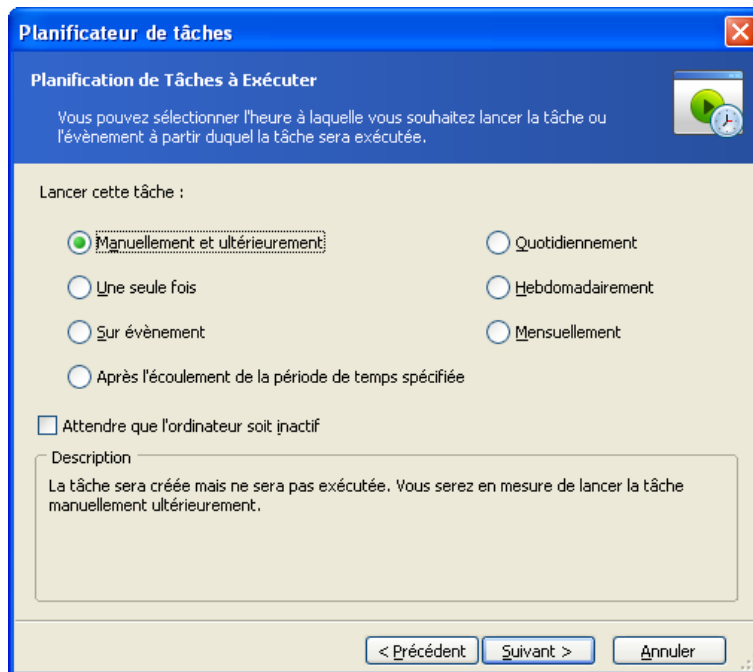 Planificateur de tâches
Planification de Tâches à Exécuter
Vous pouvez sélectionner l'heure à laquelle vous souhaitez lancer la tâche ou
l'évènement à partir duquel la tâche sera exécutée.
Lancer cette tâche :
Manuellement et ultérieurement
Quotidiennement
Une seule fois
Hebdomadairement
Sur évènement
Mensuellement
Après l'écoulement de la période de temps spécifiée
Attendre que l'ordinateur soit inactif
Description
La tâche sera créée mais ne sera pas exécutée. Vous serez en mesure de lancer la tâche
manuellement ultérieurement.
< Précédent
Suivant >
Annuler